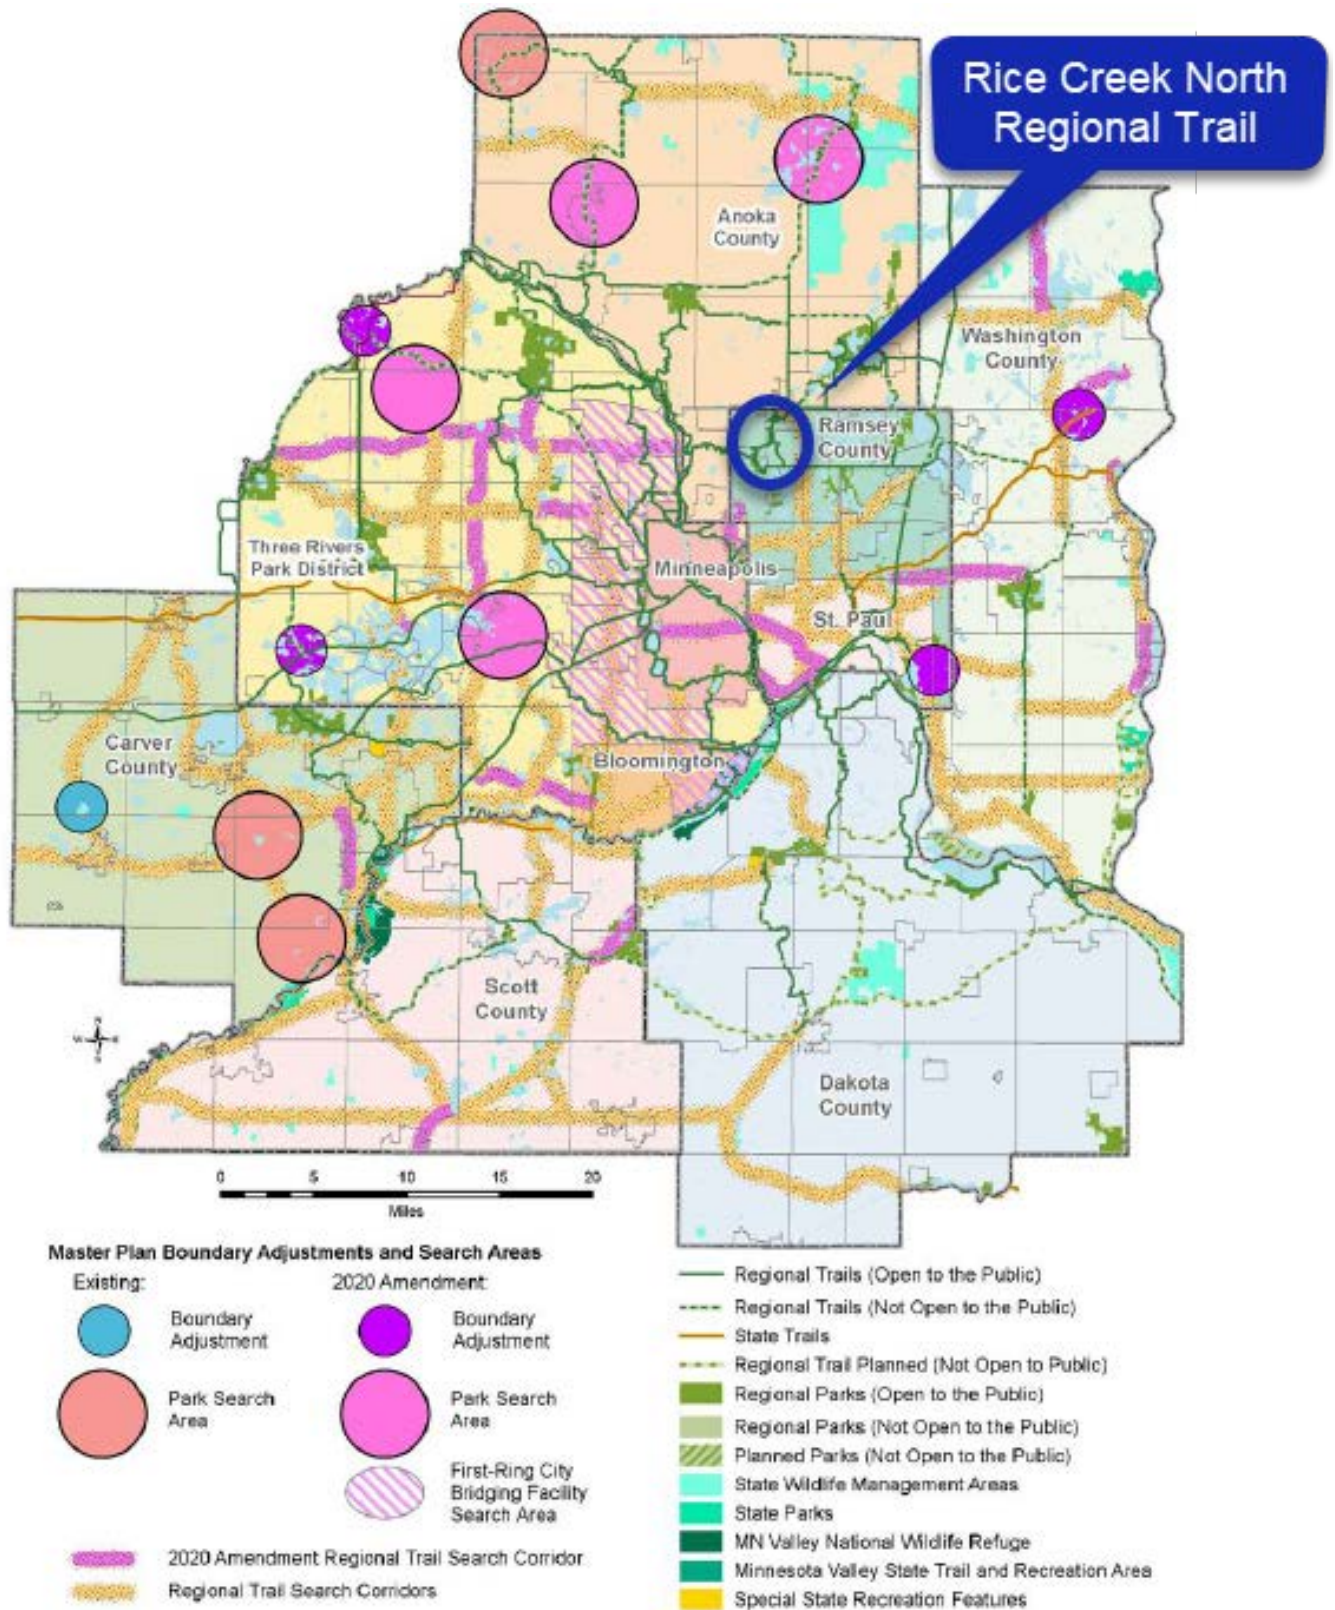 Rice Creek North
Regional Trail
Anoka
County
Washington
County
Ramsey
County
Three Rivers
Park District
Minneapolis
St. Paul
Carver
County
Bloomington
Scott
County
Dakota
County
N
W
E
S
0 5 10 15 20
Miles
Master Plan Boundary Adjustments and Search Areas
Existing:
Boundary
Adjustment
Park Search
Area
2020 Amendment:
Boundary
Adjustment
Park Search
Area
First-Ring City
Bridging Facility
Search Area
2020 Amendment Regional Trail Search Corridor
Regional Trail Search Corridors
Regional Trails (Open to the Public)
Regional Trails (Not Open to the Public)
State Trails
Regional Trail Planned (Not Open to Public)
Regional Parks (Open to the Public)
Regional Parks (Not Open to the Public)
Planned Parks (Not Open to the Public)
State Wildlife Management Areas
State Parks
MN Valley National Wildlife Refuge
Minnesota Valley State Trail and Recreation Area
Special State Recreation Features